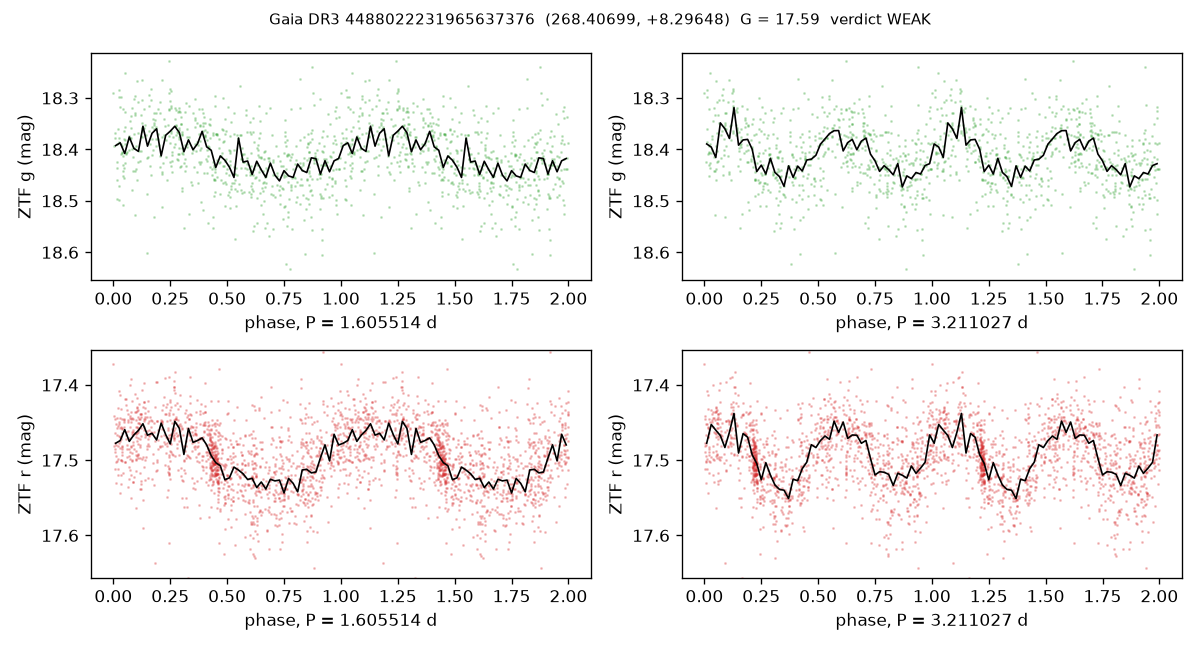 Gaia DR3 4488022231965637376 (268.40699, +8.29648) G = 17.59 verdict WEAK
ZTF g (mag)
18.3
18.4
18.5
18.6
0.00 0.25 0.50 0.75 1.00 1.25 1.50 1.75 2.00
phase, P = 1.605514 d
ZTF g (mag)
18.3
18.4
18.5
18.6
0.00 0.25 0.50 0.75 1.00 1.25 1.50 1.75 2.00
phase, P = 3.211027 d
ZTF r (mag)
17.4
17.5
17.6
0.00 0.25 0.50 0.75 1.00 1.25 1.50 1.75 2.00
phase, P = 1.605514 d
ZTF r (mag)
17.4
17.5
17.6
0.00 0.25 0.50 0.75 1.00 1.25 1.50 1.75 2.00
phase, P = 3.211027 d